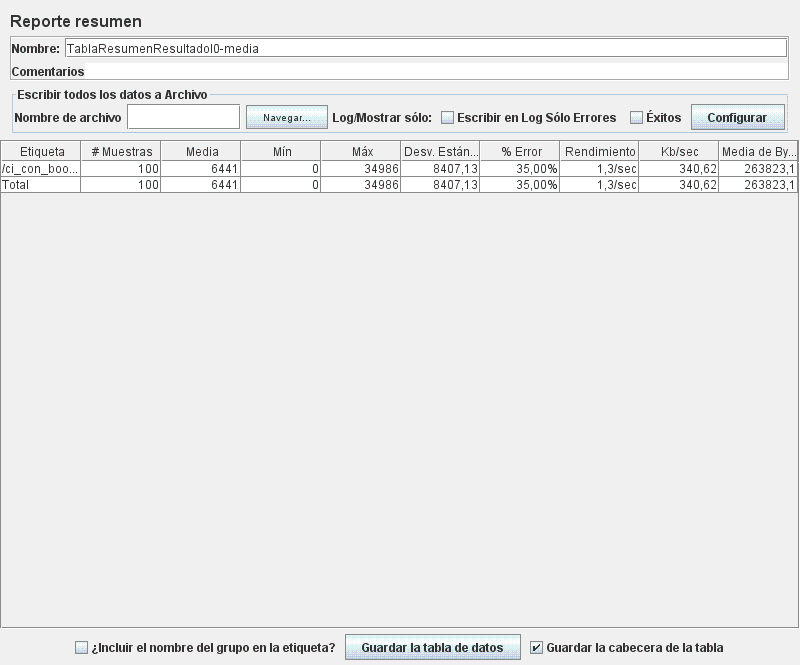 Reporte resumen
Nombre: TablaResumenResultadoI0-media
Comentarios
Escribir todos los datos a Archivo
Nombre de archivo Navegar... Log/Mostrar sólo: Escribir en Log Sólo Errores Éxitos Configurar
Etiqueta # Muestras Media Mín Máx Desv. Están... % Error Rendimiento Kb/sec Media de By...
/ci_con_boo... 100 6441 0 34986 8407,13 35,00% 1,3/sec 340,62 263823,1
Total 100 6441 0 34986 8407,13 35,00% 1,3/sec 340,62 263823,1
¿Incluir el nombre del grupo en la etiqueta? Guardar la tabla de datos Guardar la cabecera de la tabla